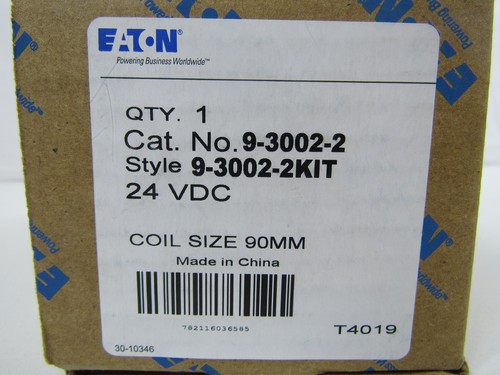 EATON
Powering Business Worldwide™
QTY. 1
Cat. No. 9-3002-2
Style 9-3002-2KIT
24 VDC
COIL SIZE 90MM
Made in China
782116036585
T4019
30-10346